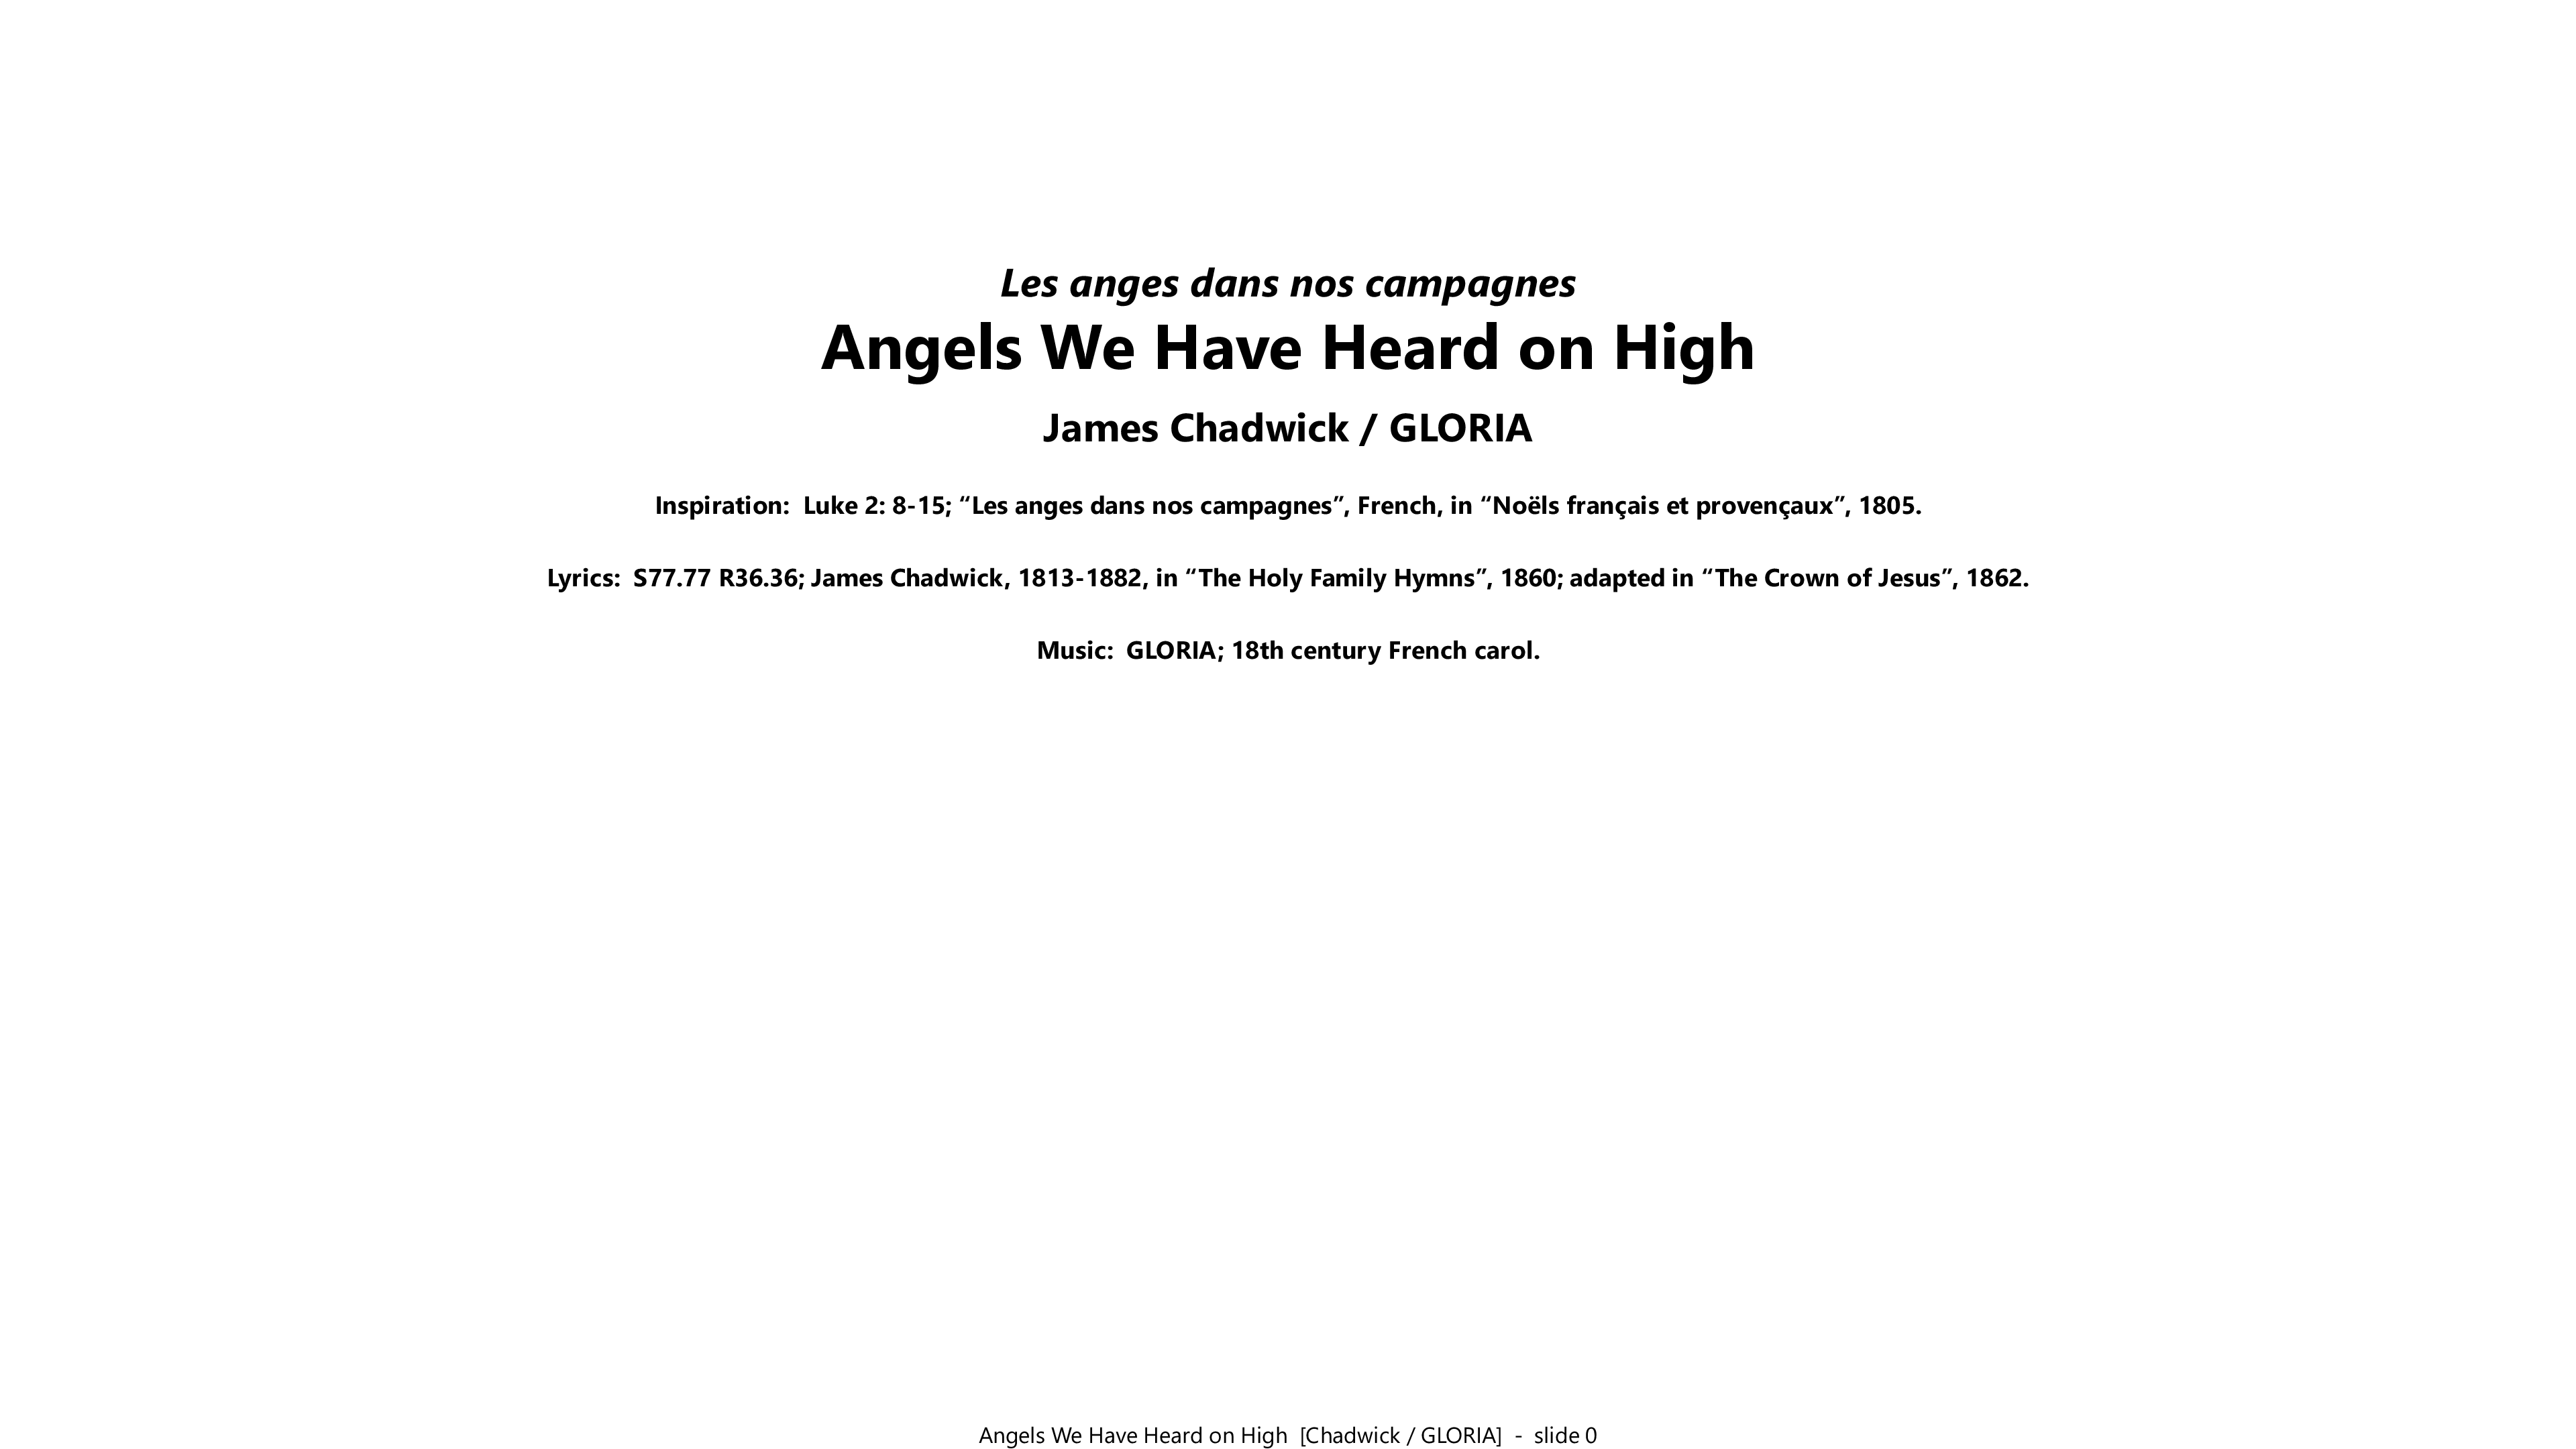 Les anges dans nos campagnes
Angels We Have Heard on High
James Chadwick / GLORIA
Inspiration:  Luke 2: 8-15; “Les anges dans nos campagnes”, French, in “Noëls français et provençaux”, 1805.
Lyrics:  S77.77 R36.36; James Chadwick, 1813-1882, in “The Holy Family Hymns”, 1860; adapted in “The Crown of Jesus”, 1862.
Music:  GLORIA; 18th century French carol.
Angels We Have Heard on High  [Chadwick / GLORIA]  -  slide 0